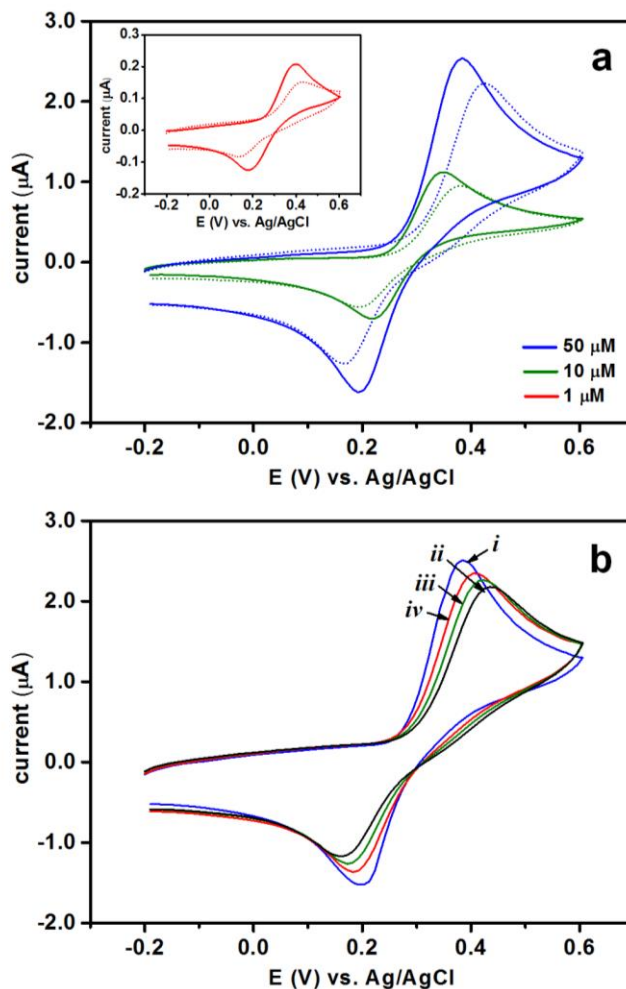 a
3.0
2.0
1.0
0.0
-1.0
-2.0
current (µA)
0.3
0.2
0.1
0.0
-0.1
-0.2
current (µA)
-0.2 0.0 0.2 0.4 0.6
E (V) vs. Ag/AgCl
50 µM
10 µM
1 µM
-0.2 0.0 0.2 0.4 0.6
E (V) vs. Ag/AgCl
b
3.0
2.0
1.0
0.0
-1.0
-2.0
current (µA)
i
ii
iii
iv
-0.2 0.0 0.2 0.4 0.6
E (V) vs. Ag/AgCl